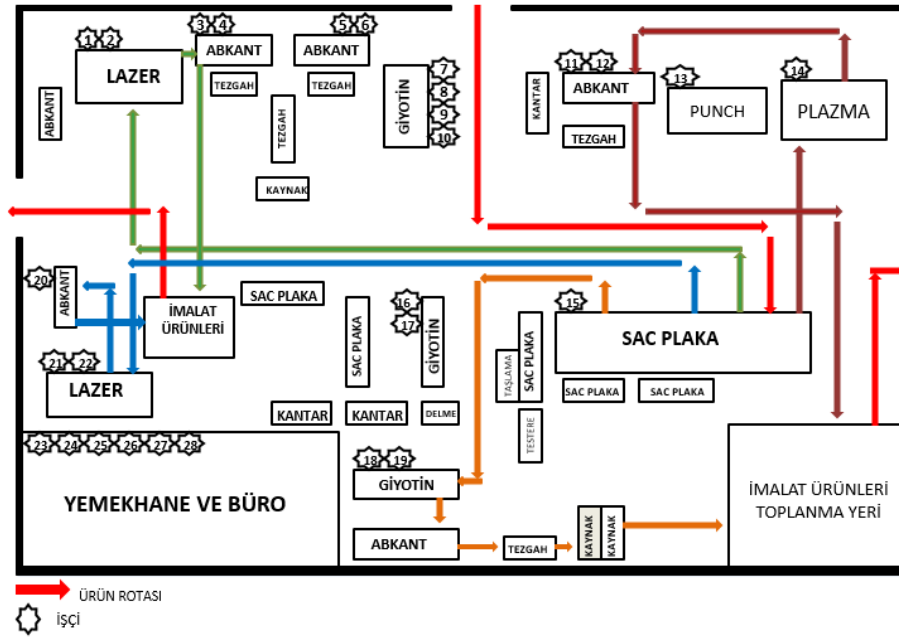 3 4
5 6
1 2
ABKANT
ABKANT
LAZER
TEZGAH
TEZGAH
ABKANT
TEZGAH
KAYNAK
GİYOTİN
7
8
9
10
11 12
13
14
KANTAR
ABKANT
PUNCH
PLAZMA
TEZGAH
20
ABKANT
İMALAT
ÜRÜNLERİ
SAC PLAKA
21 22
LAZER
SAC PLAKA
16
17
GİYOTİN
KANTAR
KANTAR
DELME
15
SAC PLAKA
TAŞLAMA
SAC PLAKA
SAC PLAKA
SAC PLAKA
TESTERE
23 24 25 26 27 28
YEMEKHANE VE BÜRO
18 19
GİYOTİN
ABKANT
TEZGAH
KAYNAK
KAYNAK
İMALAT ÜRÜNLERİ
TOPLANMA YERİ
ÜRÜN ROTASI
İŞÇİ